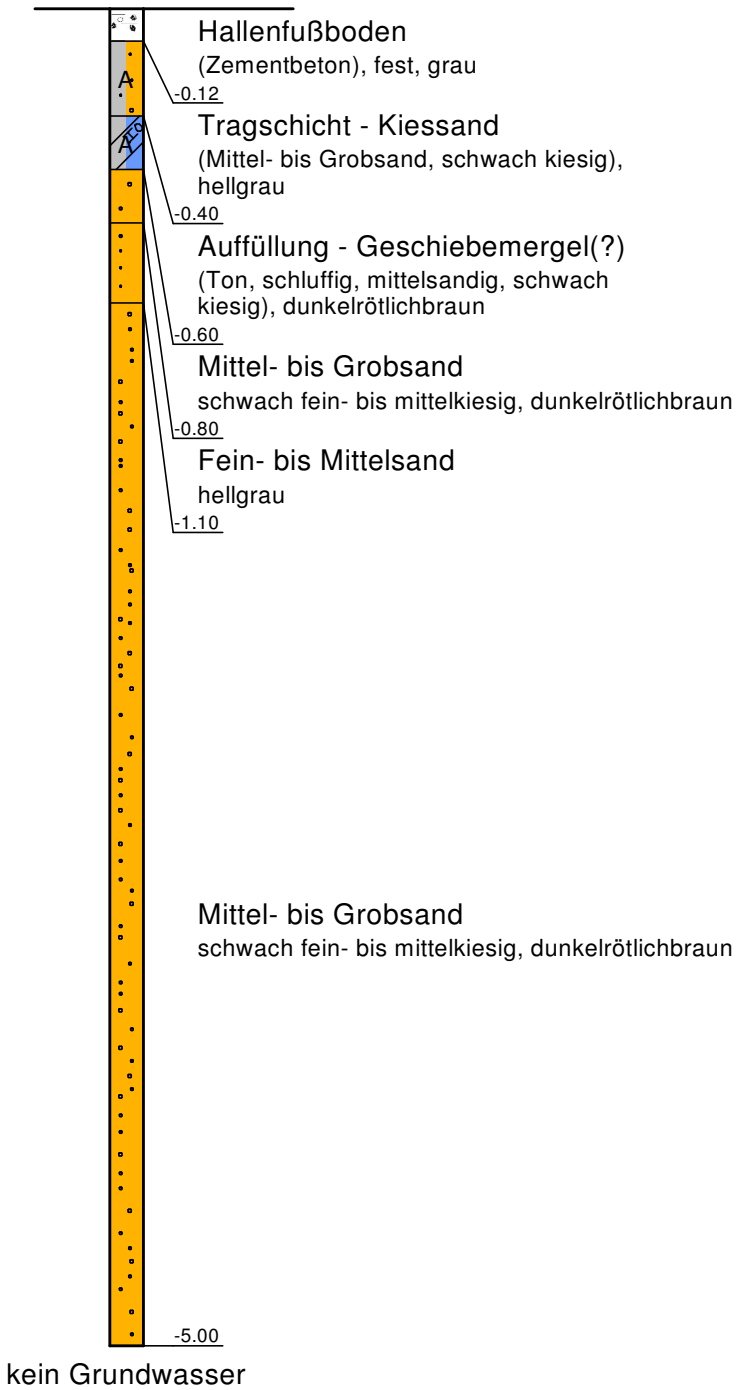 Hallenfußboden
(Zementbeton), fest, grau
A
-0.12
Tragschicht - Kiessand
A
(Mittel- bis Grobsand, schwach kiesig),
hellgrau
-0.40
Auffüllung - Geschiebemergel(?)
(Ton, schluffig, mittelsandig, schwach
kiesig), dunkelrötlichbraun
-0.60
Mittel- bis Grobsand
schwach fein- bis mittelkiesig, dunkelrötlichbraun
-0.80
Fein- bis Mittelsand
hellgrau
-1.10
Mittel- bis Grobsand
schwach fein- bis mittelkiesig, dunkelrötlichbraun
-5.00
kein Grundwasser